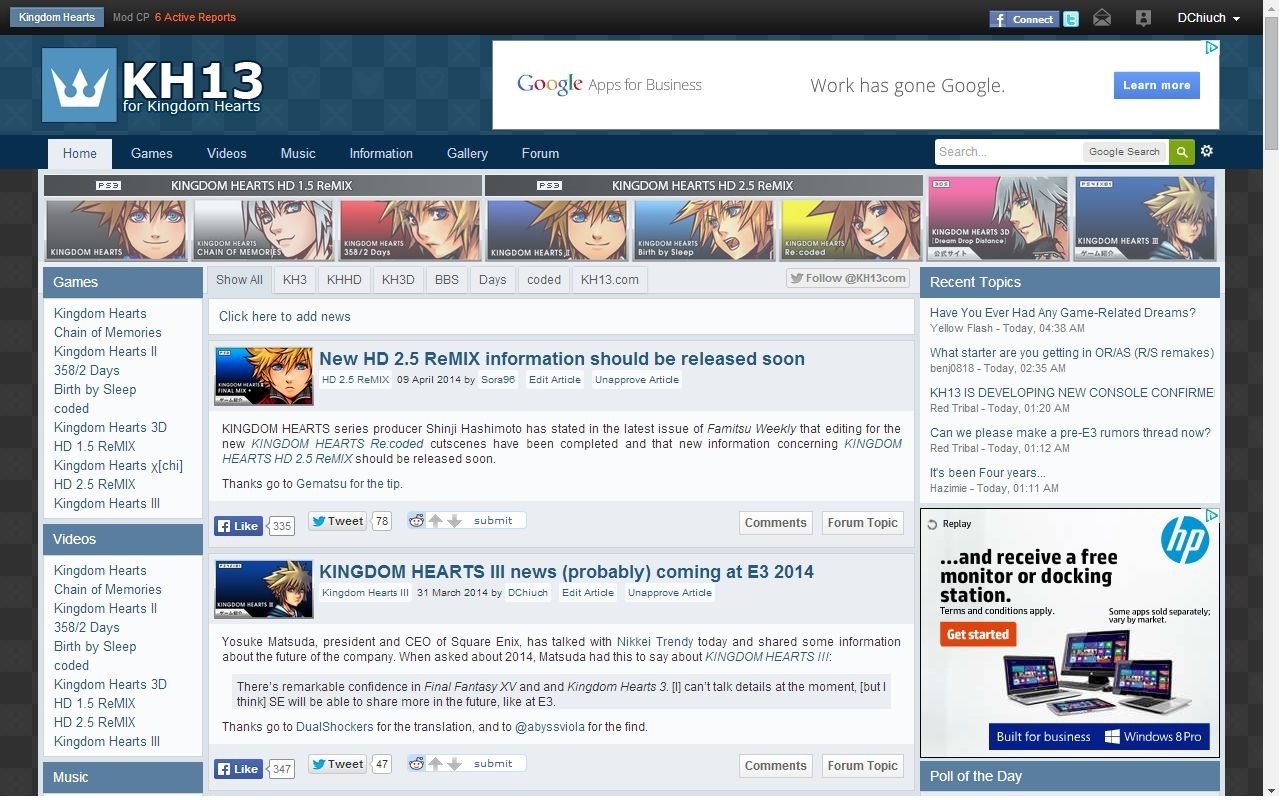 Kingdom Hearts Mod CP 6 Active Reports
Connect DChiuch
KH13
for Kingdom Hearts
Google Apps for Business Work has gone Google. Learn more
Home Games Videos Music Information Gallery Forum
Search... Google Search
PS3 KINGDOM HEARTS HD 1.5 ReMIX PS3 KINGDOM HEARTS HD 2.5 ReMIX
KINGDOM HEARTS
KINGDOM HEARTS
CHAIN OF MEMORIES
KINGDOM HEARTS
358/2 Days
KINGDOM HEARTS II
KINGDOM HEARTS
Birth by Sleep
KINGDOM HEARTS
Re:coded
3DS
KINGDOM HEARTS 3D
[Dream Drop Distance]
公式サイト
PS4/XB1
KINGDOM HEARTS III
Games
Kingdom Hearts
Chain of Memories
Kingdom Hearts II
358/2 Days
Birth by Sleep
coded
Kingdom Hearts 3D
HD 1.5 ReMIX
Kingdom Hearts χ[chi]
HD 2.5 ReMIX
Kingdom Hearts III
Videos
Kingdom Hearts
Chain of Memories
Kingdom Hearts II
358/2 Days
Birth by Sleep
coded
Kingdom Hearts 3D
HD 1.5 ReMIX
HD 2.5 ReMIX
Kingdom Hearts III
Music
Show All KH3 KHHD KH3D BBS Days coded KH13.com
Follow @KH13com
Click here to add news
New HD 2.5 ReMIX information should be released soon
HD 2.5 ReMIX 09 April 2014 by Sora96 Edit Article Unapprove Article
KINGDOM HEARTS series producer Shinji Hashimoto has stated in the latest issue of Famitsu Weekly that editing for the
new KINGDOM HEARTS Re:coded cutscenes have been completed and that new information concerning KINGDOM
HEARTS HD 2.5 ReMIX should be released soon.
Thanks go to Gematsu for the tip.
Like 335 Tweet 78 submit Comments Forum Topic
KINGDOM HEARTS III news (probably) coming at E3 2014
Kingdom Hearts III 31 March 2014 by DChiuch Edit Article Unapprove Article
Yosuke Matsuda, president and CEO of Square Enix, has talked with Nikkei Trendy today and shared some information
about the future of the company. When asked about 2014, Matsuda had this to say about KINGDOM HEARTS III:
There's remarkable confidence in Final Fantasy XV and and Kingdom Hearts 3. [I] can't talk details at the moment, [but I
think] SE will be able to share more in the future, like at E3.
Thanks go to DualShockers for the translation, and to @abyssviola for the find.
Like 347 Tweet 47 submit Comments Forum Topic
Recent Topics
Have You Ever Had Any Game-Related Dreams?
Yellow Flash - Today, 04:38 AM
What starter are you getting in OR/AS (R/S remakes)
benj0818 - Today, 02:35 AM
KH13 IS DEVELOPING NEW CONSOLE CONFIRME
Red Tribal - Today, 01:20 AM
Can we please make a pre-E3 rumors thread now?
Red Tribal - Today, 01:12 AM
It's been Four years...
Hazimie - Today, 01:11 AM
Replay
hp
...and receive a free
monitor or docking
station.
Terms and conditions apply.
Some apps sold separately;
vary by market.
Get started
Built for business Windows 8 Pro
Poll of the Day